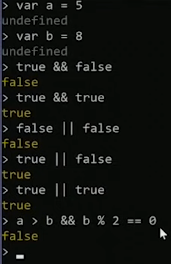 > var a = 5
undefined
> var b = 8
undefined
> true && false
false
> true && true
true
> false || false
false
> true || false
true
> true || true
true
> a > b && b % 2 == 0
false
>